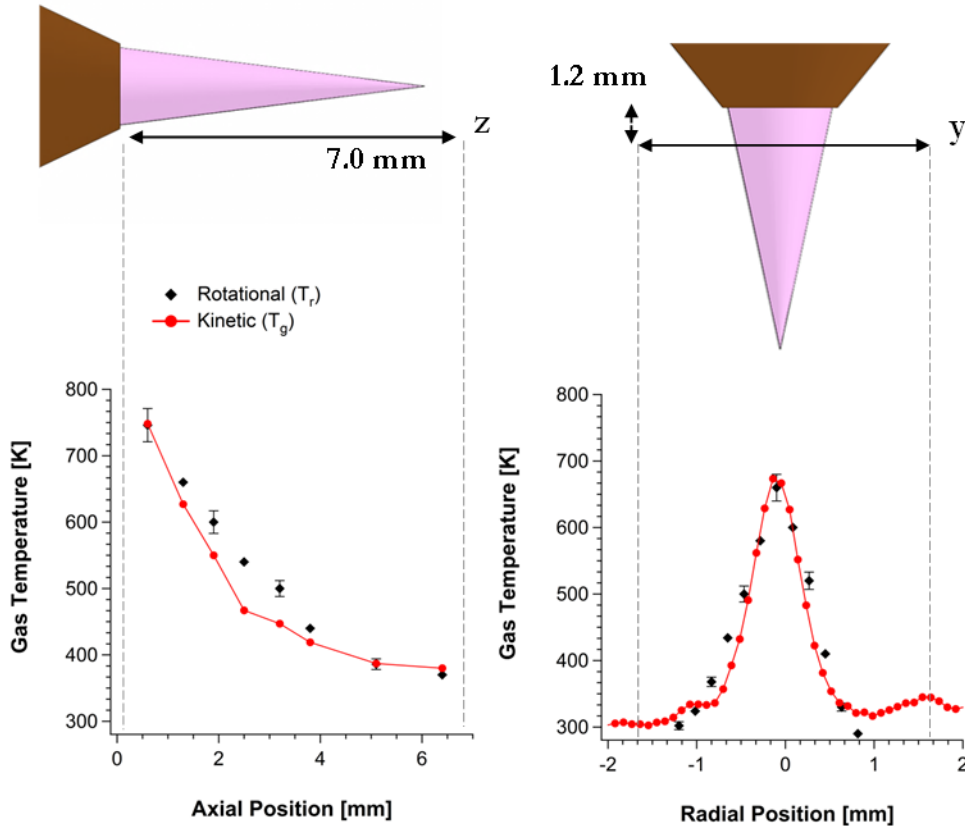 z
7.0 mm
1.2 mm
y
Rotational (Tr)
Kinetic (Tg)
Gas Temperature [K]
800
700
600
500
400
300
0
2
4
6
Axial Position [mm]
Gas Temperature [K]
800
700
600
500
400
300
-2
-1
0
1
2
Radial Position [mm]